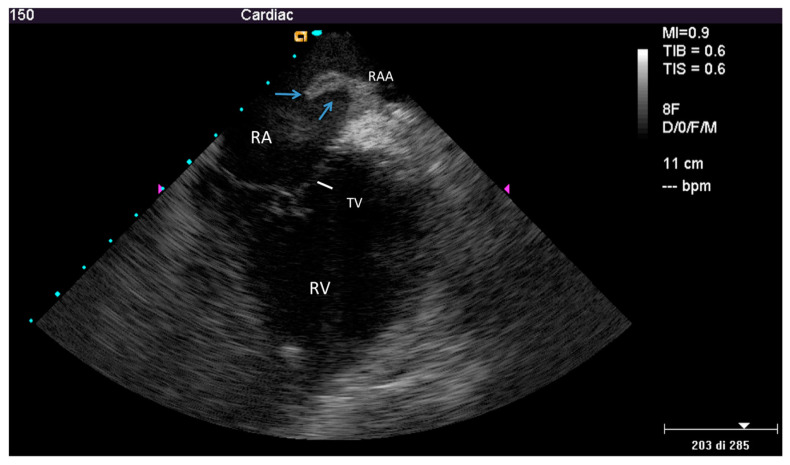 150
Cardiac
MI=0.9
TIB = 0.6
TIS = 0.6
8F
D/0/F/M
11 cm
--- bpm
RAA
RA
TV
RV
203 di 285